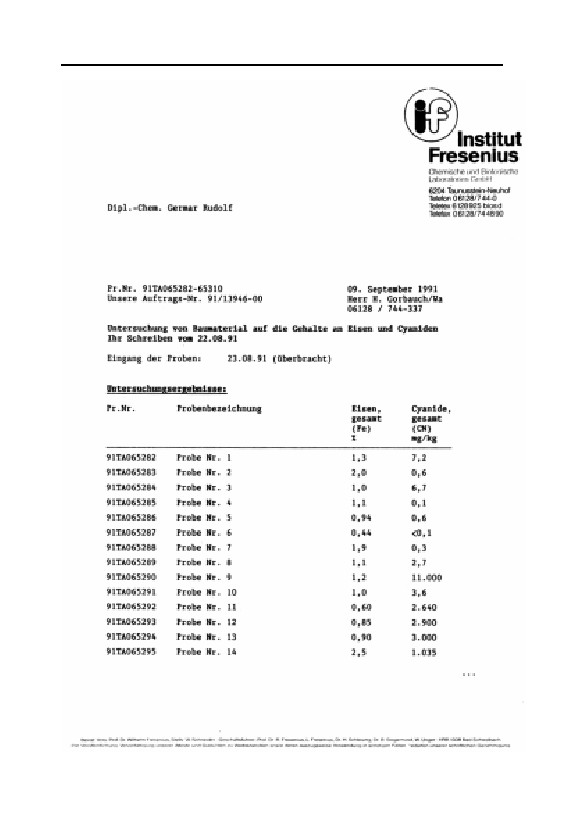 if
Institut
Fresenius
Chemische und Biologische
Laboratorien GmbH
6204 Taunusstein-Neuhof
Telefon 06128/744-0
Telefax 06128/744890
Dipl.-Chem. Germar Rudolf
Pr.Nr. 91TA065282-65310 09. September 1991
Unsere Auftrags-Nr. 91/13946-00 Herr H. Gorbauch/Wa
06128 / 744-337
Untersuchung von Baumaterial auf die Gehalte an Eisen und Cyaniden
Ihr Schreiben vom 22.08.91
Eingang der Proben: 23.08.91 (überbracht)
Untersuchungsergebnisse:
Pr.Nr. Probenbezeichnung Eisen, Cyanide,
gesamt gesamt
(Fe) (CN)
% mg/kg
91TA065282 Probe Nr. 1 1,3 7,2
91TA065283 Probe Nr. 2 2,0 0,6
91TA065284 Probe Nr. 3 1,0 6,7
91TA065285 Probe Nr. 4 1,1 0,1
91TA065286 Probe Nr. 5 0,94 0,6
91TA065287 Probe Nr. 6 0,44 <0,1
91TA065288 Probe Nr. 7 1,9 0,3
91TA065289 Probe Nr. 8 1,1 2,7
91TA065290 Probe Nr. 9 1,2 11.000
91TA065291 Probe Nr. 10 1,0 3,6
91TA065292 Probe Nr. 11 0,60 2.640
91TA065293 Probe Nr. 12 0,85 2.900
91TA065294 Probe Nr. 13 0,90 3.000
91TA065295 Probe Nr. 14 2,5 1.035
...